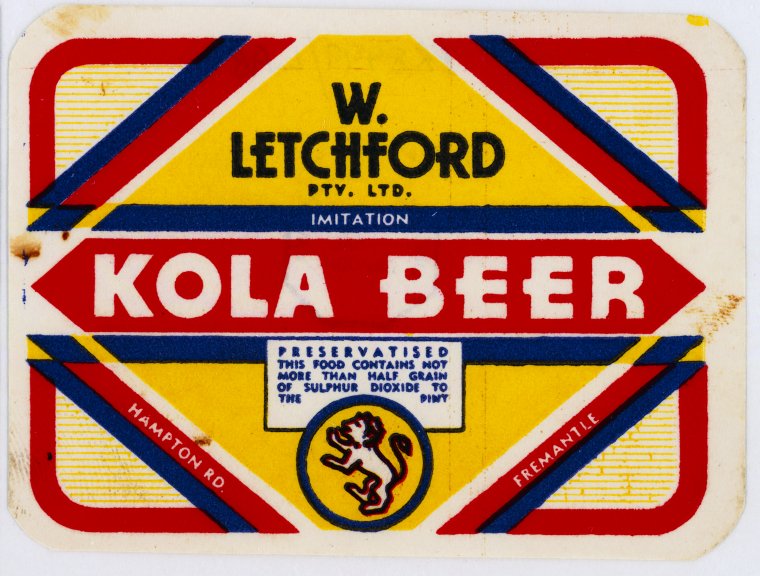 W.
LETCHFORD
PTY. LTD.
IMITATION
KOLA BEER
PRESERVATISED
THIS FOOD CONTAINS NOT
MORE THAN HALF GRAIN
OF SULPHUR DIOXIDE TO
THE PINT
HAMPTON RD.
FREMANTLE